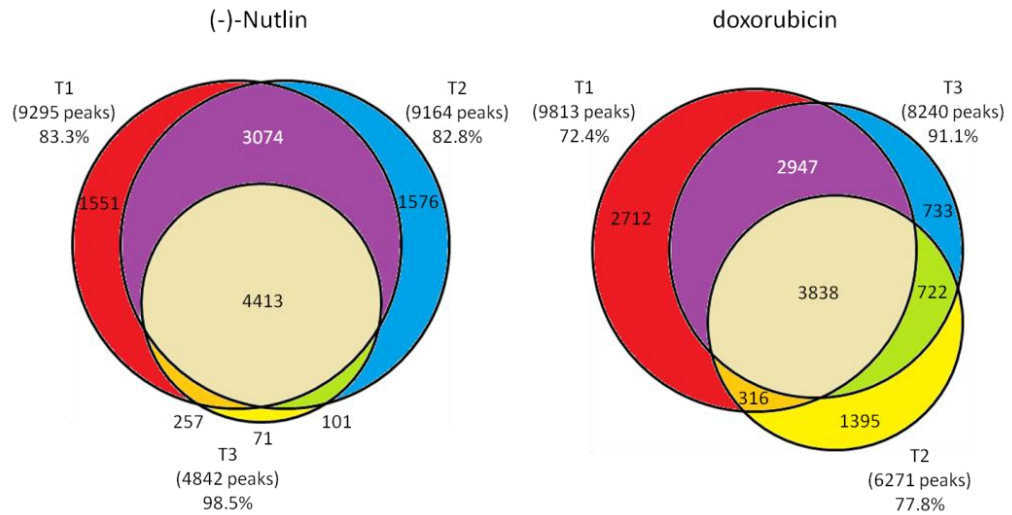 (-)-Nutlin
T1
(9295 peaks)
83.3%
T2
(9164 peaks)
82.8%
3074
1551
1576
4413
257
71
101
T3
(4842 peaks)
98.5%
doxorubicin
T1
(9813 peaks)
72.4%
T3
(8240 peaks)
91.1%
2947
2712
733
3838
722
316
1395
T2
(6271 peaks)
77.8%